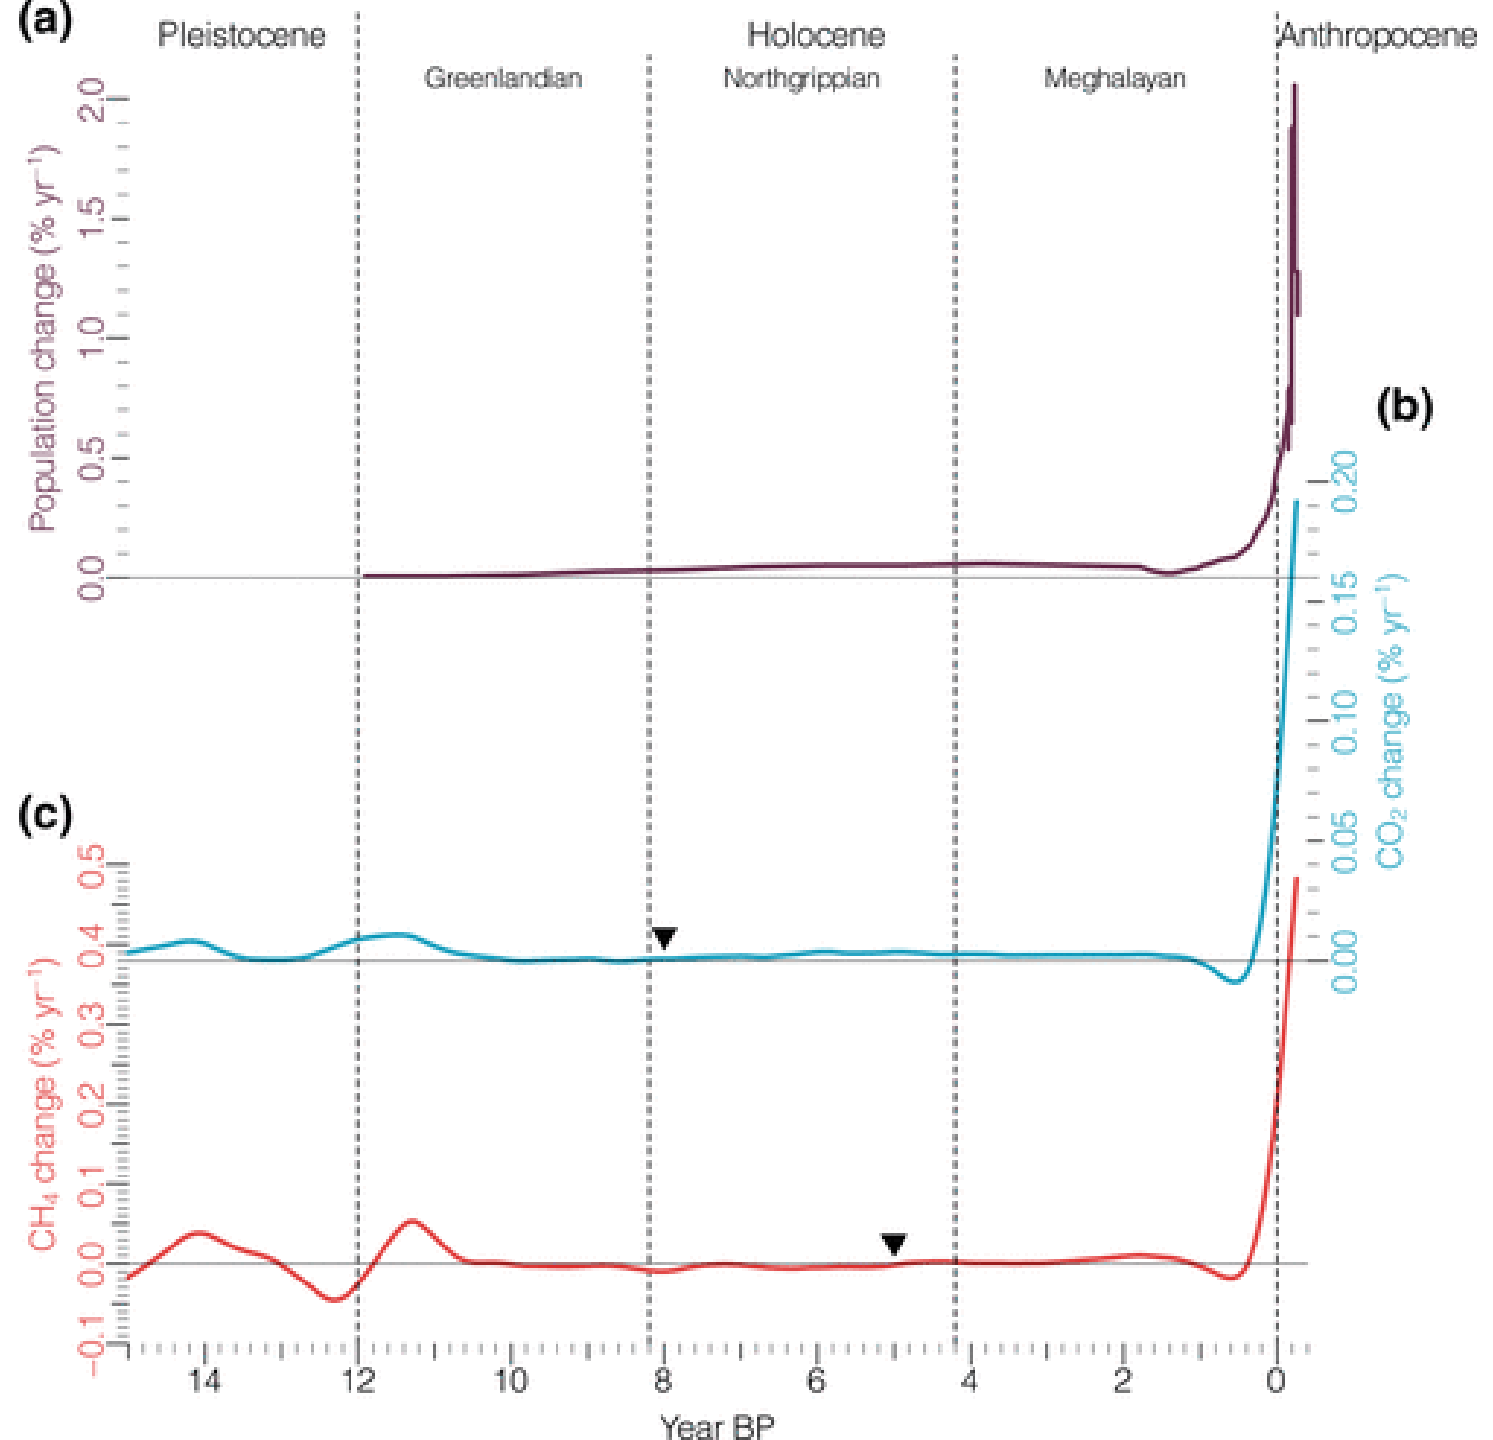 (a)
Pleistocene
Holocene
Anthropocene
Greenlandian
Northgrippian
Meghalayan
Population change (% yr⁻¹)
2.0
1.5
1.0
0.5
0.0
(b)
CO₂ change (% yr⁻¹)
0.20
0.15
0.10
0.05
0.00
(c)
CH₄ change (% yr⁻¹)
0.5
0.4
0.3
0.2
0.1
0.0
−0.1
14 12 10 8 6 4 2 0
Year BP